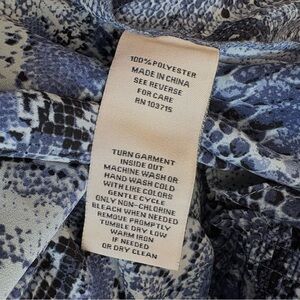 100% POLYESTER
MADE IN CHINA
SEE REVERSE
FOR CARE
RN 103715
TURN GARMENT
INSIDE OUT
MACHINE WASH OR
HAND WASH COLD
WITH LIKE COLORS
GENTLE CYCLE
ONLY NON-CHLORINE
BLEACH WHEN NEEDED
REMOVE PROMPTLY
TUMBLE DRY LOW
WARM IRON
IF NEEDED
OR DRY CLEAN